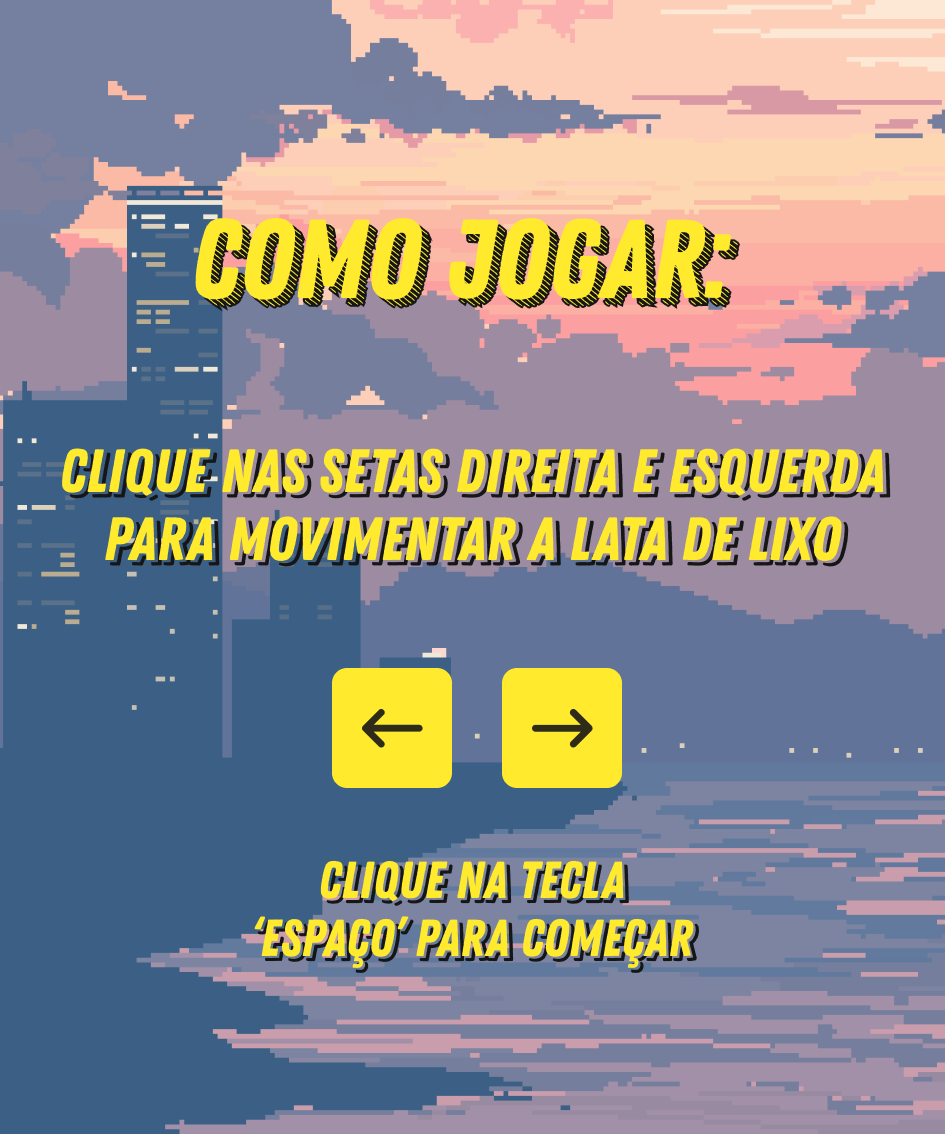 COMO JOGAR:
CLIQUE NAS SETAS DIREITA E ESQUERDA
PARA MOVIMENTAR A LATA DE LIXO
← →
CLIQUE NA TECLA
‘ESPAÇO’ PARA COMEÇAR